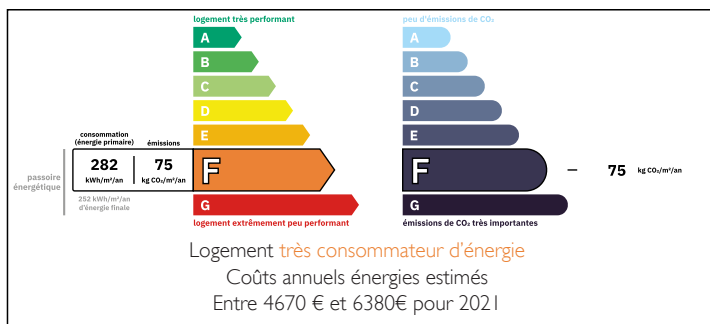 logement très performant
A
B
C
D
E
consommation
(énergie primaire)
émissions
282
kWh/m²/an
75
kg CO₂/m²/an
F
passoire
énergétique
252 kWh/m²/an
d'énergie finale
G
logement extrêmement peu performant
peu d'émissions de CO₂
A
B
C
D
E
F
75 kg CO₂/m²/an
G
émissions de CO₂ très importantes
Logement très consommateur d'énergie
Coûts annuels énergies estimés
Entre 4670 € et 6380€ pour 2021